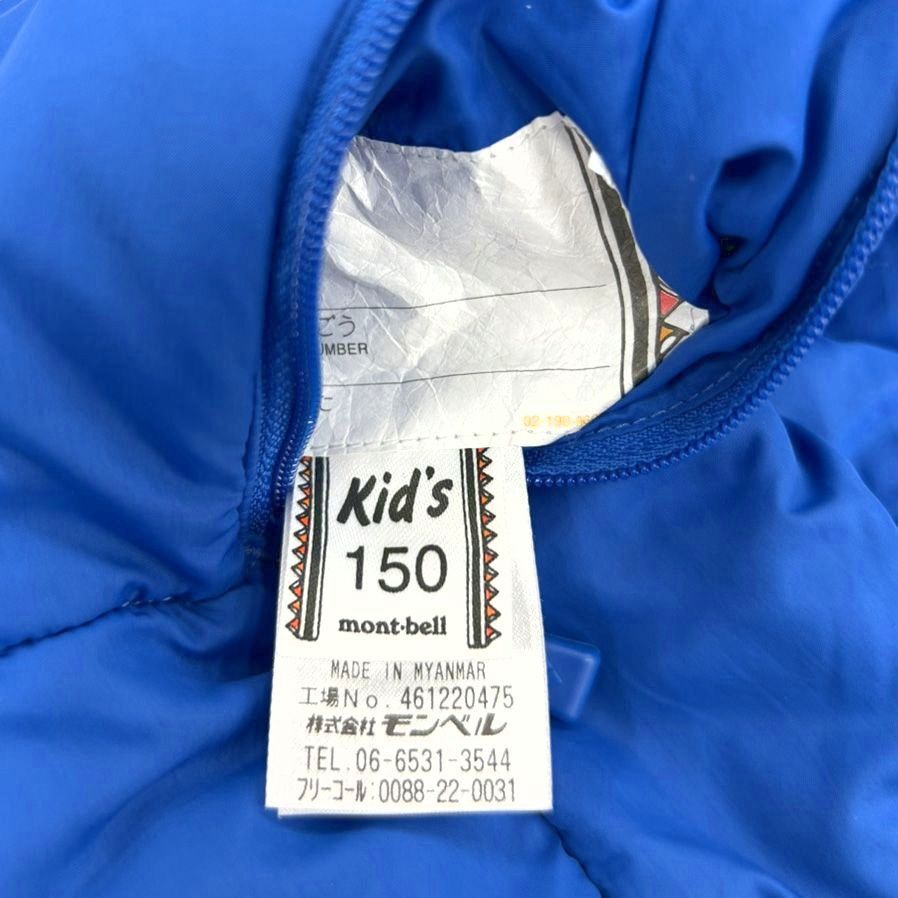 ごう
UMBER
に
Kid's
150
mont-bell
MADE IN MYANMAR
工場No. 461220475
株式会社 モンベル
TEL. 06-6531-3544
フリーコール:0088-22-0031